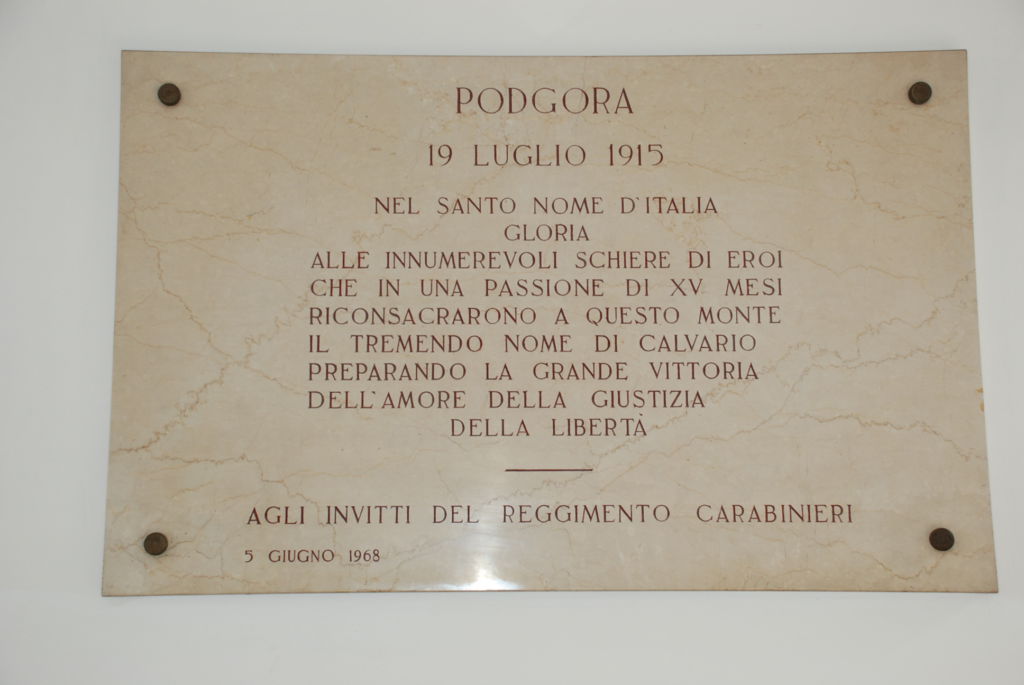 PODGORA
19 LUGLIO 1915
NEL SANTO NOME D'ITALIA
GLORIA
ALLE INNUMEREVOLI SCHIERE DI EROI
CHE IN UNA PASSIONE DI XV MESI
RICONSACRARONO A QUESTO MONTE
IL TREMENDO NOME DI CALVARIO
PREPARANDO LA GRANDE VITTORIA
DELL'AMORE DELLA GIUSTIZIA
DELLA LIBERTÀ
AGLI INVITTI DEL REGGIMENTO CARABINIERI
5 GIUGNO 1968